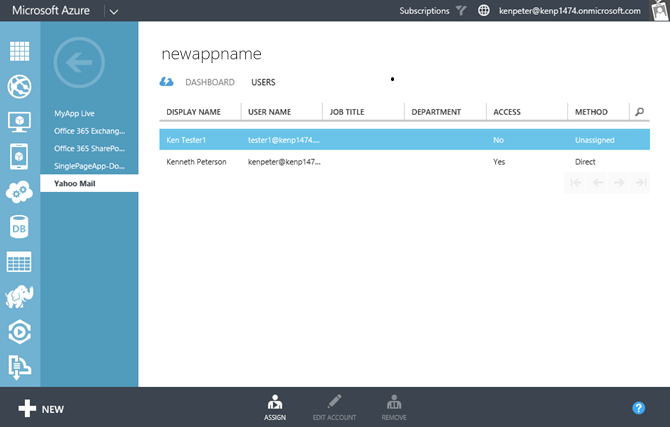 Microsoft Azure
Subscriptions
kenpeter@kenp1474.onmicrosoft.com
newappname
DASHBOARD USERS
MyApp Live
Office 365 Exchang...
Office 365 SharePo...
SinglePageApp-Do...
Yahoo Mail
DISPLAY NAME USER NAME JOB TITLE DEPARTMENT ACCESS METHOD
Ken Tester1 tester1@kenp1474.... No Unassigned
Kenneth Peterson kenpeter@kenp147... Yes Direct
DB
NEW
ASSIGN
EDIT ACCOUNT
REMOVE
?